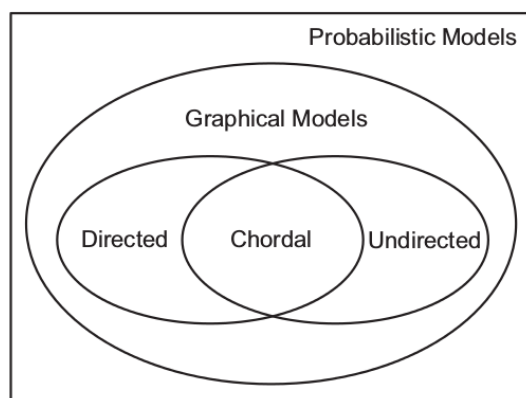 Probabilistic Models
Graphical Models
Directed
Chordal
Undirected